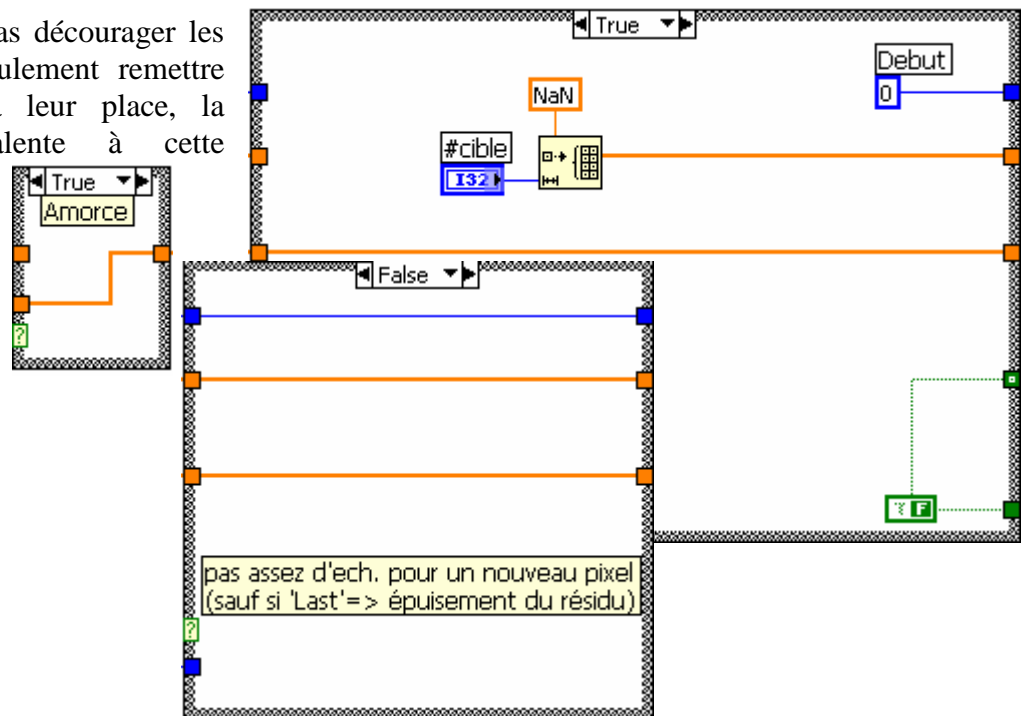 as décourager les
ulement remettre
leur place, la
alente à cette
True
Debut
0
NaN
#cible
I32
True
Amorce
?
False
pas assez d'ech. pour un nouveau pixel
(sauf si 'Last'=> épuisement du résidu)
?
F